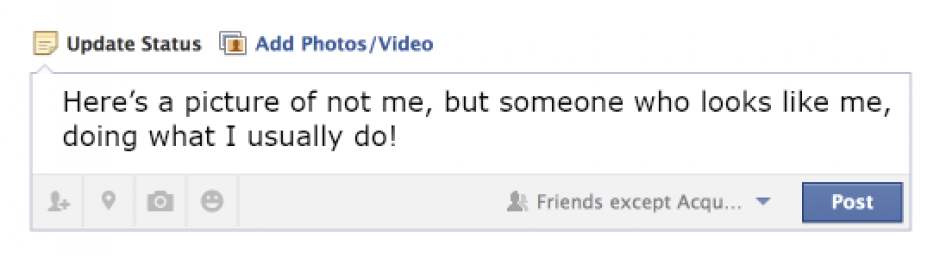 Update Status Add Photos/Video
Here’s a picture of not me, but someone who looks like me,
doing what I usually do!
Friends except Acqu... Post